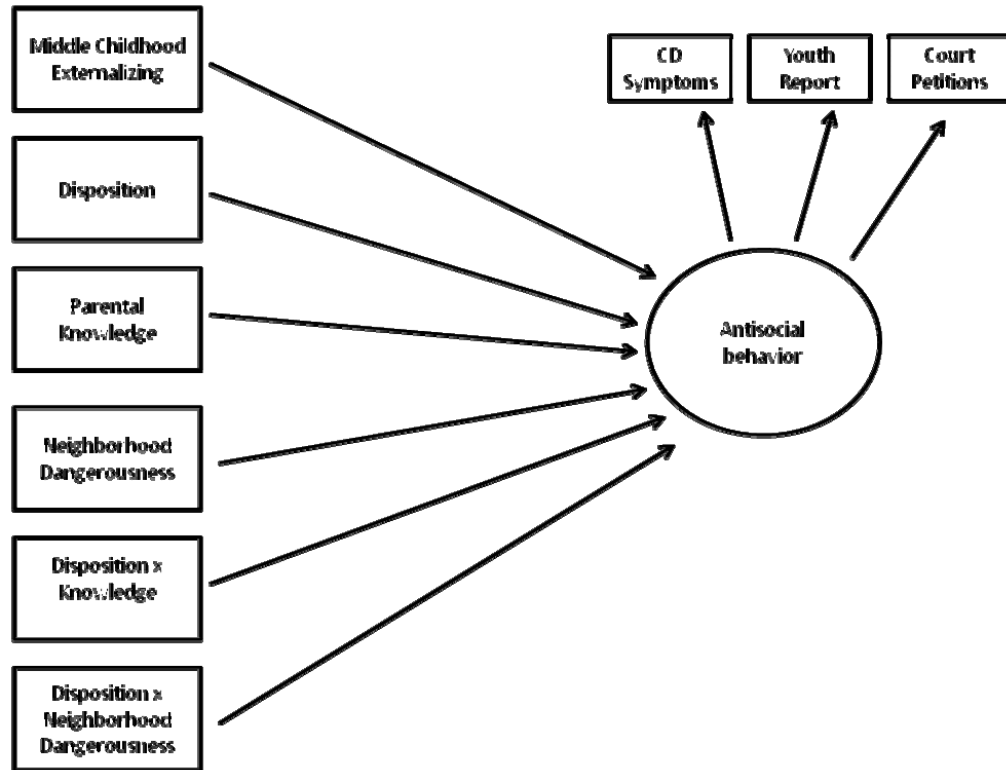 Middle Childhood
Externalizing
CD
Symptoms
Youth
Report
Court
Petitions
Disposition
Parental
Knowledge
Antisocial
behavior
Neighborhood
Dangerousness
Disposition x
Knowledge
Disposition x
Neighborhood
Dangerousness